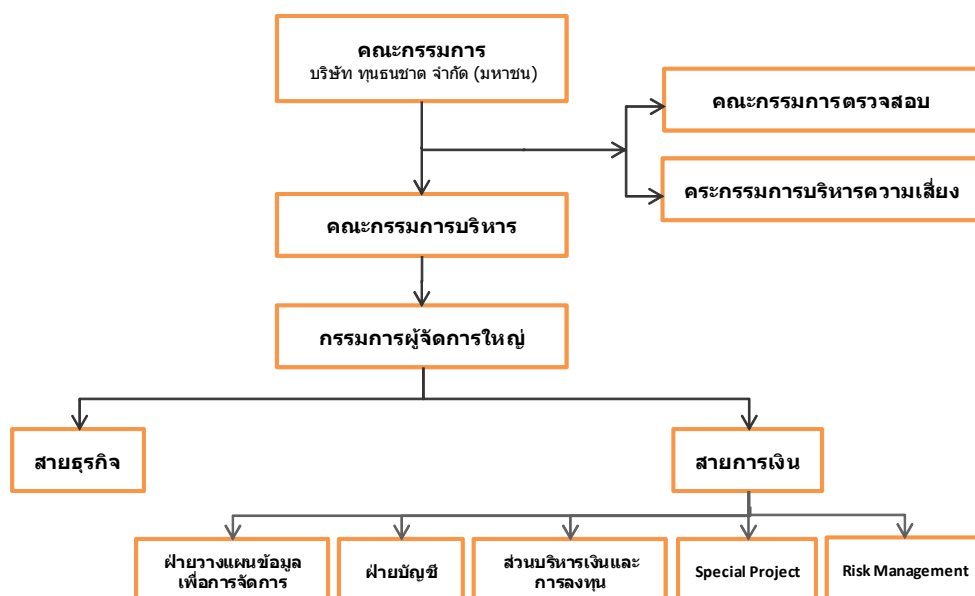 คณะกรรมการ
บริษัท ทุนธนชาต จำกัด (มหาชน)
คณะกรรมการตรวจสอบ
คระกรรมการบริหารความเสี่ยง
คณะกรรมการบริหาร
กรรมการผู้จัดการใหญ่
สายธุรกิจ
สายการเงิน
ฝ่ายวางแผนข้อมูล
เพื่อการจัดการ
ฝ่ายบัญชี
ส่วนบริหารเงินและ
การลงทุน
Special Project
Risk Management